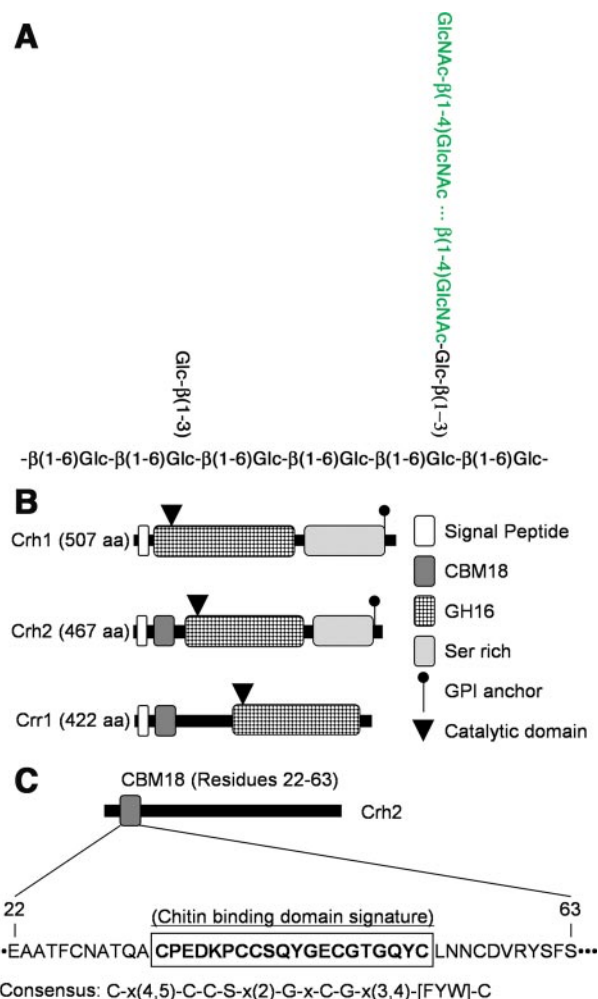 A
GlcNAc-β(1-4)GlcNAc ... β(1-4)GlcNAc-Glc-β(1–3)
Glc-β(1-3)
-β(1-6)Glc-β(1-6)Glc-β(1-6)Glc-β(1-6)Glc-β(1-6)Glc-β(1-6)Glc-
B
Crh1 (507 aa)
Crh2 (467 aa)
Crr1 (422 aa)
Signal Peptide
CBM18
GH16
Ser rich
GPI anchor
Catalytic domain
C
CBM18 (Residues 22-63)
Crh2
22
63
(Chitin binding domain signature)
•EAATFCNATQACPEDKPCCSQYGECGTGQYCLNNCDVRYSFS•••
Consensus: C-x(4,5)-C-C-S-x(2)-G-x-C-G-x(3,4)-[FYW]-C